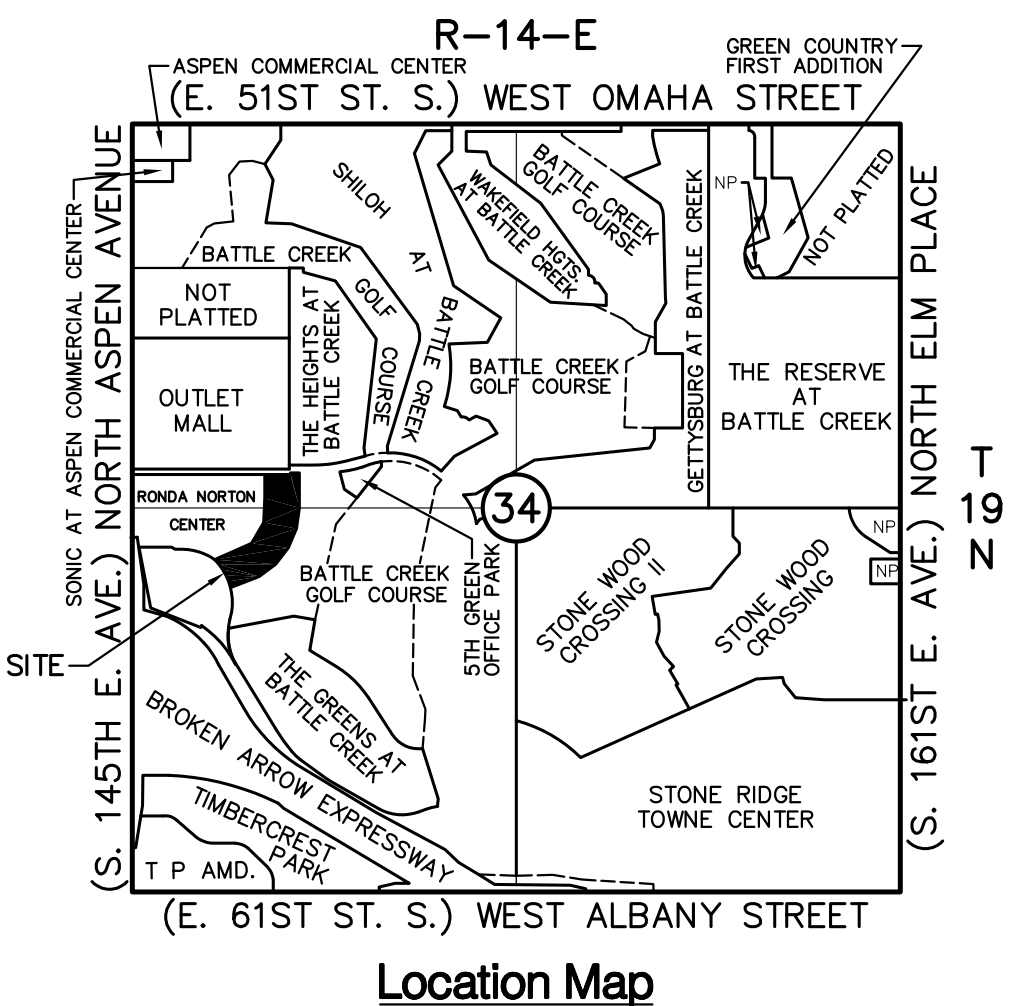 R-14-E
GREEN COUNTRY
FIRST ADDITION
ASPEN COMMERCIAL CENTER
(E. 51ST ST. S.) WEST OMAHA STREET
(S. 145TH E. AVE.) NORTH ASPEN AVENUE
SONIC AT ASPEN COMMERCIAL CENTER
SHILOH
AT
BATTLE CREEK
WAKEFIELD HGTS.
AT BATTLE
CREEK
BATTLE CREEK
GOLF COURSE
GETTYSBURG AT BATTLE CREEK
NP
NOT PLATTED
(S. 161ST E. AVE.) NORTH ELM PLACE
BATTLE CREEK
GOLF
COURSE
NOT
PLATTED
THE HEIGHTS AT
BATTLE CREEK
OUTLET
MALL
BATTLE CREEK
GOLF COURSE
THE RESERVE
AT
BATTLE CREEK
T
19
N
RONDA NORTON
CENTER
34
NP
NP
BATTLE CREEK
GOLF COURSE
5TH GREEN
OFFICE PARK
STONE WOOD
CROSSING II
STONE WOOD
CROSSING
SITE
THE GREENS AT
BATTLE CREEK
BROKEN ARROW EXPRESSWAY
STONE RIDGE
TOWNE CENTER
TIMBERCREST
PARK
T P AMD.
(E. 61ST ST. S.) WEST ALBANY STREET
Location Map